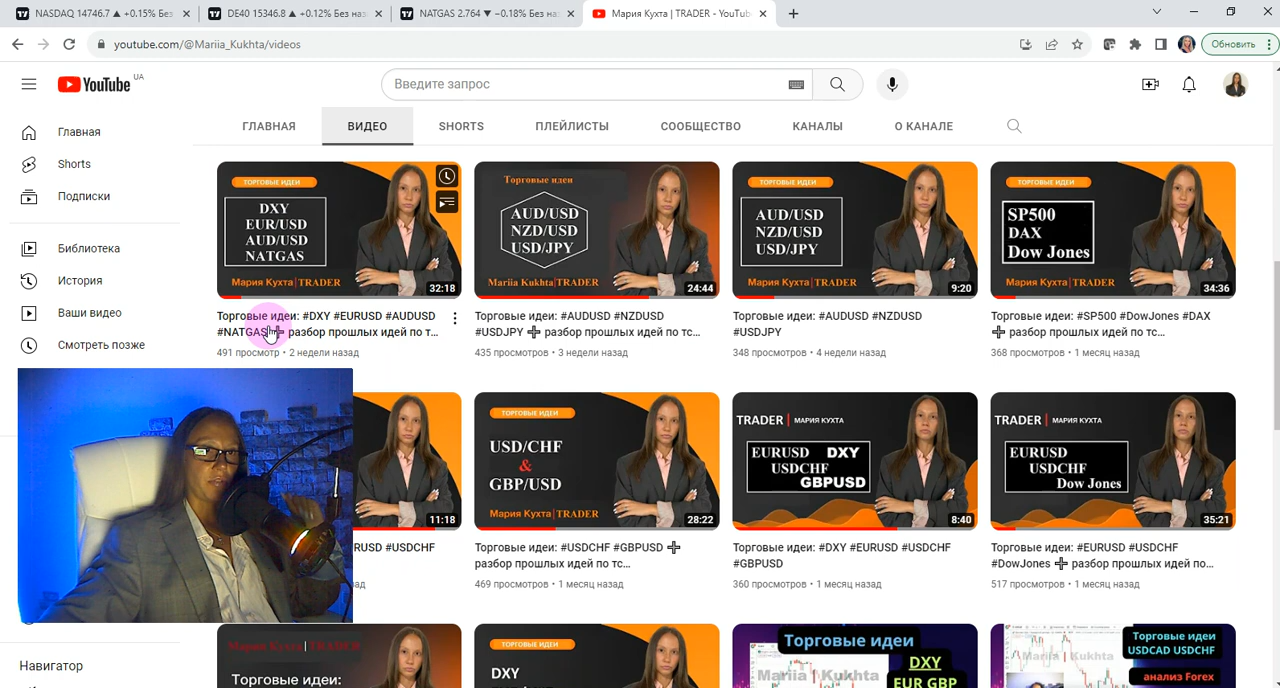 NASDAQ 14746.7 ▲ +0.15% Без
DE40 15346.8 ▲ +0.12% Без наз
NATGAS 2.764 ▼ −0.18% Без на
Мария Кухта | TRADER - YouTub
youtube.com/@Mariia_Kukhta/videos
Обновить
YouTube UA
Введите запрос
ГЛАВНАЯ
ВИДЕО
SHORTS
ПЛЕЙЛИСТЫ
СООБЩЕСТВО
КАНАЛЫ
О КАНАЛЕ
Главная
Shorts
Подписки
Библиотека
История
Ваши видео
Смотреть позже
Навигатор
ТОРГОВЫЕ ИДЕИ
DXY
EUR/USD
AUD/USD
NATGAS
Мария Кухта|TRADER
32:18
Торговые идеи: #DXY #EURUSD #AUDUSD
#NATGAS ➕ разбор прошлых идей по т...
491 просмотр • 2 недели назад
Торговые идеи
AUD/USD
NZD/USD
USD/JPY
Mariia Kukhta|TRADER
24:44
Торговые идеи: #AUDUSD #NZDUSD
#USDJPY ➕ разбор прошлых идей по тс...
435 просмотров • 3 недели назад
ТОРГОВЫЕ ИДЕИ
AUD/USD
NZD/USD
USD/JPY
Мария Кухта|TRADER
9:20
Торговые идеи: #AUDUSD #NZDUSD
#USDJPY
348 просмотров • 4 недели назад
ТОРГОВЫЕ ИДЕИ
SP500
DAX
Dow Jones
Мария Кухта|TRADER
34:36
Торговые идеи: #SP500 #DowJones #DAX
➕ разбор прошлых идей по тс...
368 просмотров • 1 месяц назад
11:18
RUSD #USDCHF
зад
ТОРГОВЫЕ ИДЕИ
USD/CHF
&
GBP/USD
Мария Кухта|TRADER
28:22
Торговые идеи: #USDCHF #GBPUSD ➕
разбор прошлых идей по тс...
469 просмотров • 1 месяц назад
TRADER | МАРИЯ КУХТА
EURUSD DXY
USDCHF
GBPUSD
8:40
Торговые идеи: #DXY #EURUSD #USDCHF
#GBPUSD
360 просмотров • 1 месяц назад
TRADER | МАРИЯ КУХТА
EURUSD
USDCHF
Dow Jones
35:21
Торговые идеи: #EURUSD #USDCHF
#DowJones ➕ разбор прошлых идей по...
517 просмотров • 1 месяц назад
Мария Кухта|TRADER
Торговые идеи:
ТОРГОВЫЕ ИДЕИ
DXY
Торговые идеи
Mariia Kukhta
DXY
EUR GBP
Торговые идеи
USDCAD USDCHF
Mariia Kukhta
анализ Forex